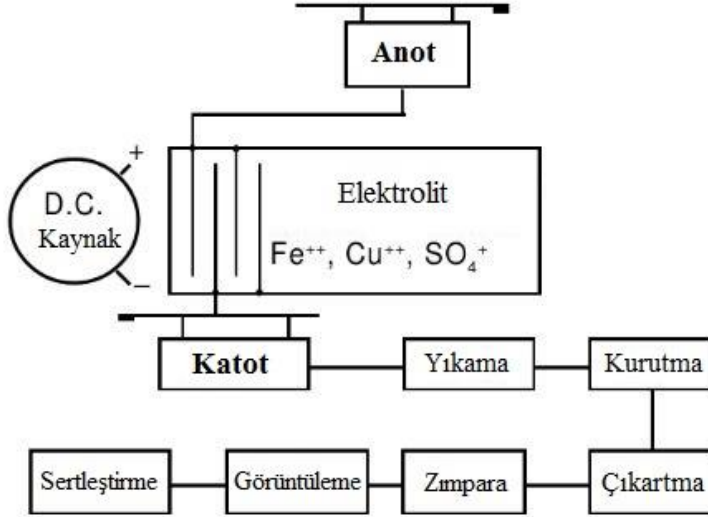 Anot
+
D.C.
Kaynak
−
Elektrolit
Fe⁺⁺, Cu⁺⁺, SO₄⁺
Katot
Yıkama
Kurutma
Sertleştirme
Görüntüleme
Zımpara
Çıkartma